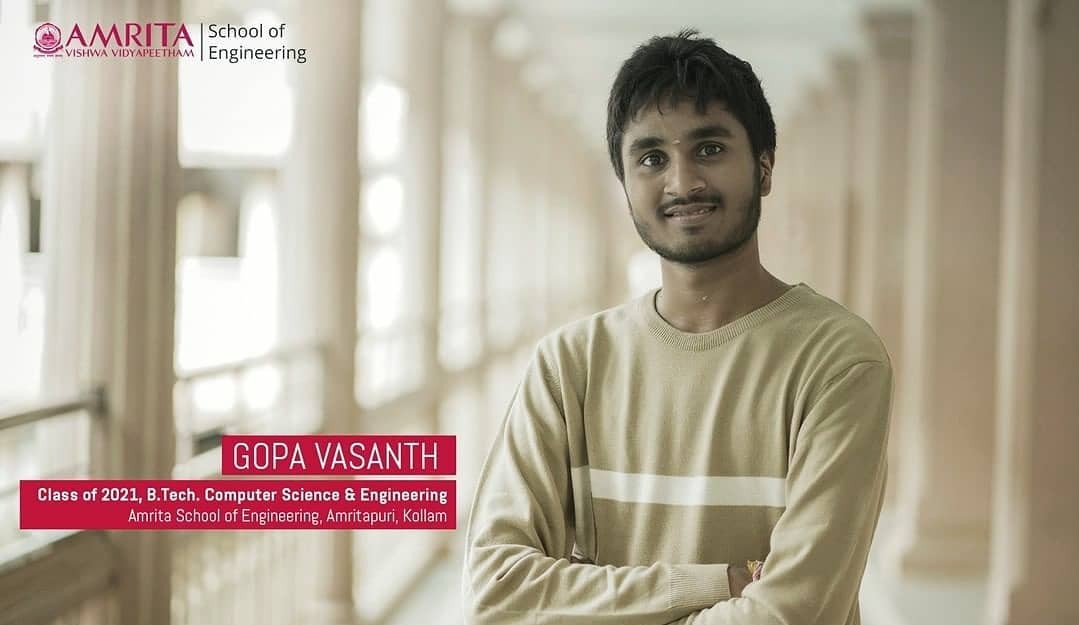 AMRITA
VISHWA VIDYAPEETHAM
School of
Engineering
GOPA VASANTH
Class of 2021, B.Tech. Computer Science & Engineering
Amrita School of Engineering, Amritapuri, Kollam